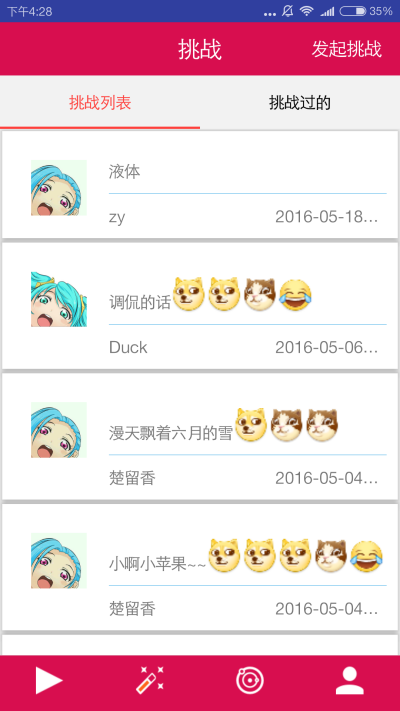 下午4:28
35%
挑战
发起挑战
挑战列表
挑战过的
液体
zy
2016-05-18...
调侃的话
Duck
2016-05-06...
漫天飘着六月的雪
楚留香
2016-05-04...
小啊小苹果~~
楚留香
2016-05-04...